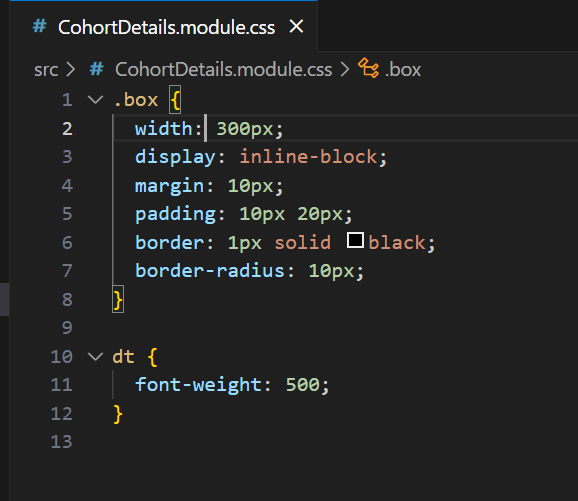 # CohortDetails.module.css ×
src > # CohortDetails.module.css > .box
1 .box {
2 width: 300px;
3 display: inline-block;
4 margin: 10px;
5 padding: 10px 20px;
6 border: 1px solid black;
7 border-radius: 10px;
8 }
9
10 dt {
11 font-weight: 500;
12 }
13